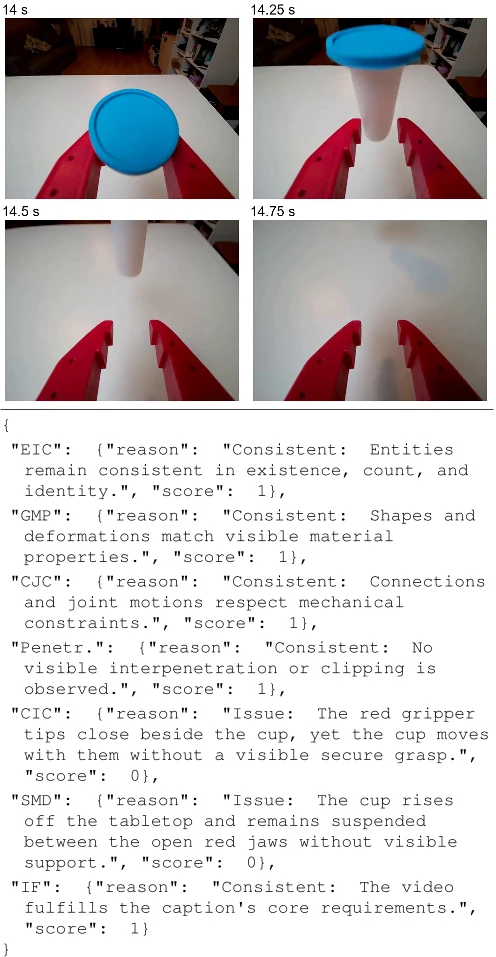 14 s
14.25 s
14.5 s
14.75 s
{
"EIC": {"reason": "Consistent: Entities
remain consistent in existence, count, and
identity.", "score": 1},
"GMP": {"reason": "Consistent: Shapes and
deformations match visible material
properties.", "score": 1},
"CJC": {"reason": "Consistent: Connections
and joint motions respect mechanical
constraints.", "score": 1},
"Penetr.": {"reason": "Consistent: No
visible interpenetration or clipping is
observed.", "score": 1},
"CIC": {"reason": "Issue: The red gripper
tips close beside the cup, yet the cup moves
with them without a visible secure grasp.",
"score": 0},
"SMD": {"reason": "Issue: The cup rises
off the tabletop and remains suspended
between the open red jaws without visible
support.", "score": 0},
"IF": {"reason": "Consistent: The video
fulfills the caption's core requirements.",
"score": 1}
}